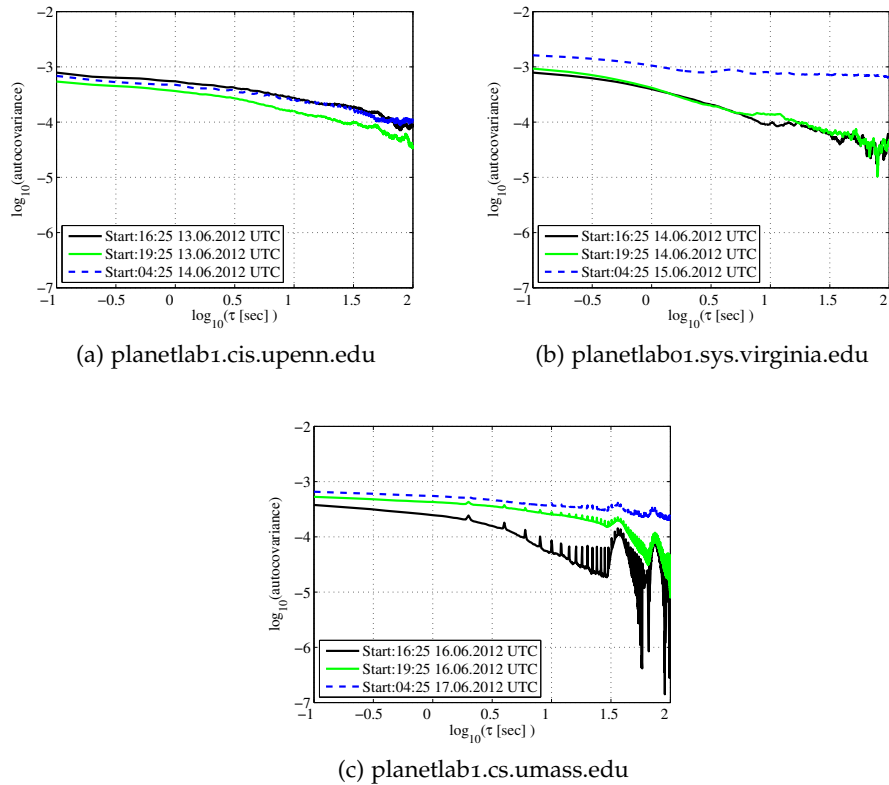 −2
−3
−4
−5
−6
−7
log10(autocovariance)
Start:16:25 13.06.2012 UTC
Start:19:25 13.06.2012 UTC
Start:04:25 14.06.2012 UTC
−1 −0.5 0 0.5 1 1.5 2
log10(τ [sec] )
(a) planetlab1.cis.upenn.edu
−2
−3
−4
−5
−6
−7
log10(autocovariance)
Start:16:25 14.06.2012 UTC
Start:19:25 14.06.2012 UTC
Start:04:25 15.06.2012 UTC
−1 −0.5 0 0.5 1 1.5 2
log10(τ [sec] )
(b) planetlab01.sys.virginia.edu
−2
−3
−4
−5
−6
−7
log10(autocovariance)
Start:16:25 16.06.2012 UTC
Start:19:25 16.06.2012 UTC
Start:04:25 17.06.2012 UTC
−1 −0.5 0 0.5 1 1.5 2
log10(τ [sec] )
(c) planetlab1.cs.umass.edu